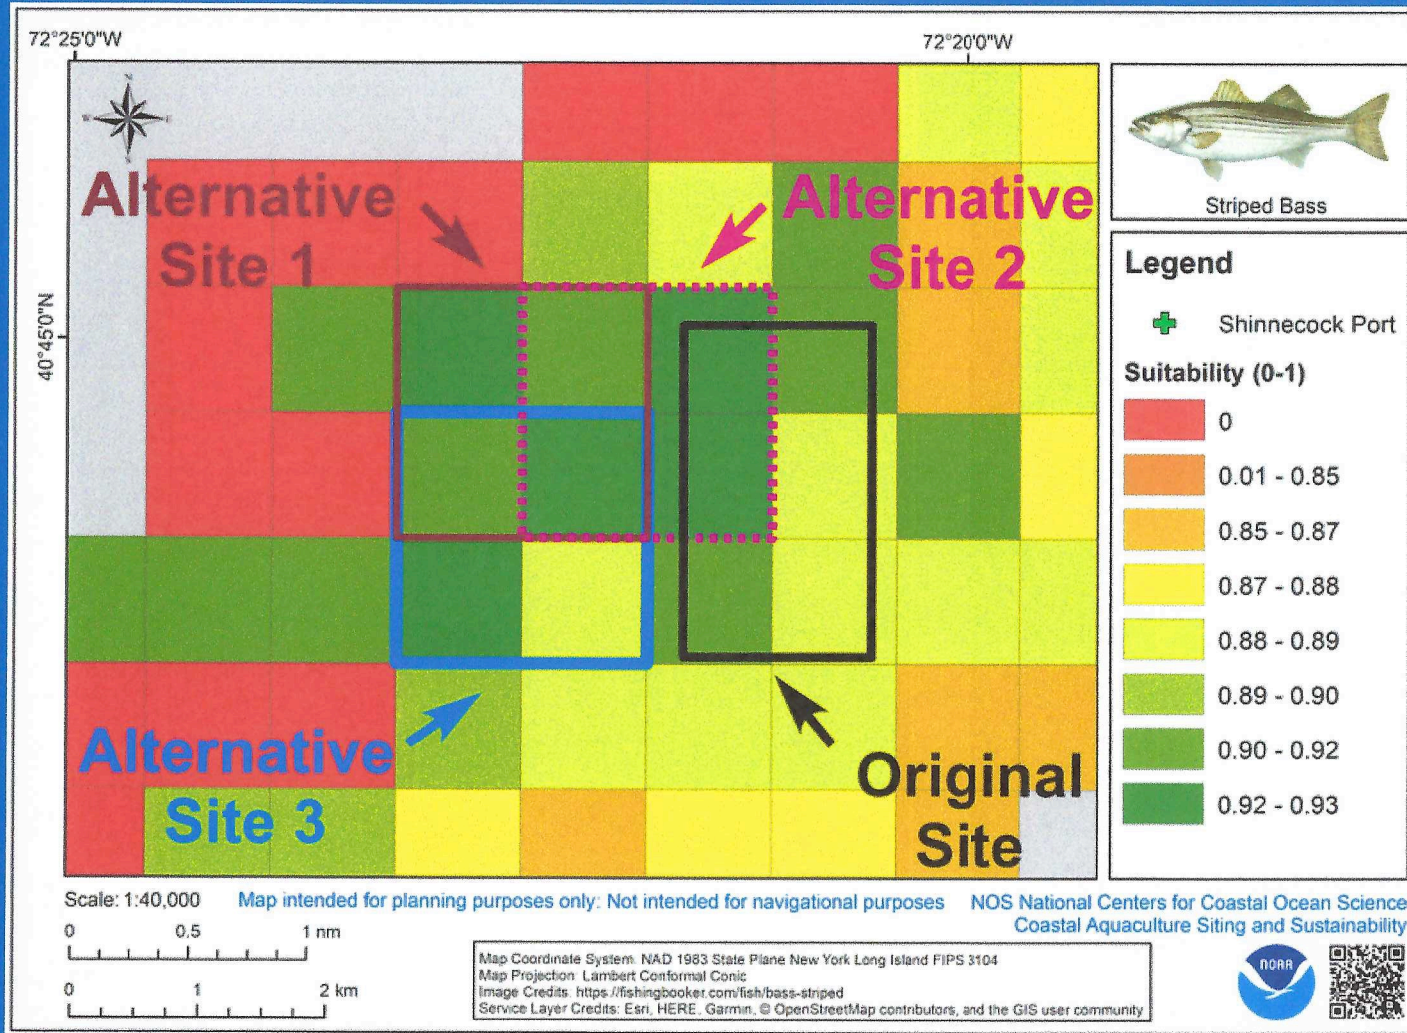 72°25'0"W
72°20'0"W
N
W
E
S
40°45'0"N
Alternative
Site 1
Alternative
Site 2
Alternative
Site 3
Original
Site
Striped Bass
Legend
Shinnecock Port
Suitability (0-1)
0
0.01 - 0.85
0.85 - 0.87
0.87 - 0.88
0.88 - 0.89
0.89 - 0.90
0.90 - 0.92
0.92 - 0.93
Scale: 1:40,000
Map intended for planning purposes only: Not intended for navigational purposes
NOS National Centers for Coastal Ocean Science
Coastal Aquaculture Siting and Sustainability
0 0.5 1 nm
0 1 2 km
Map Coordinate System: NAD 1983 State Plane New York Long Island FIPS 3104
Map Projection: Lambert Conformal Conic
Image Credits: https://fishingbooker.com/fish/bass-striped
Service Layer Credits: Esri, HERE, Garmin, © OpenStreetMap contributors, and the GIS user community
NOAA